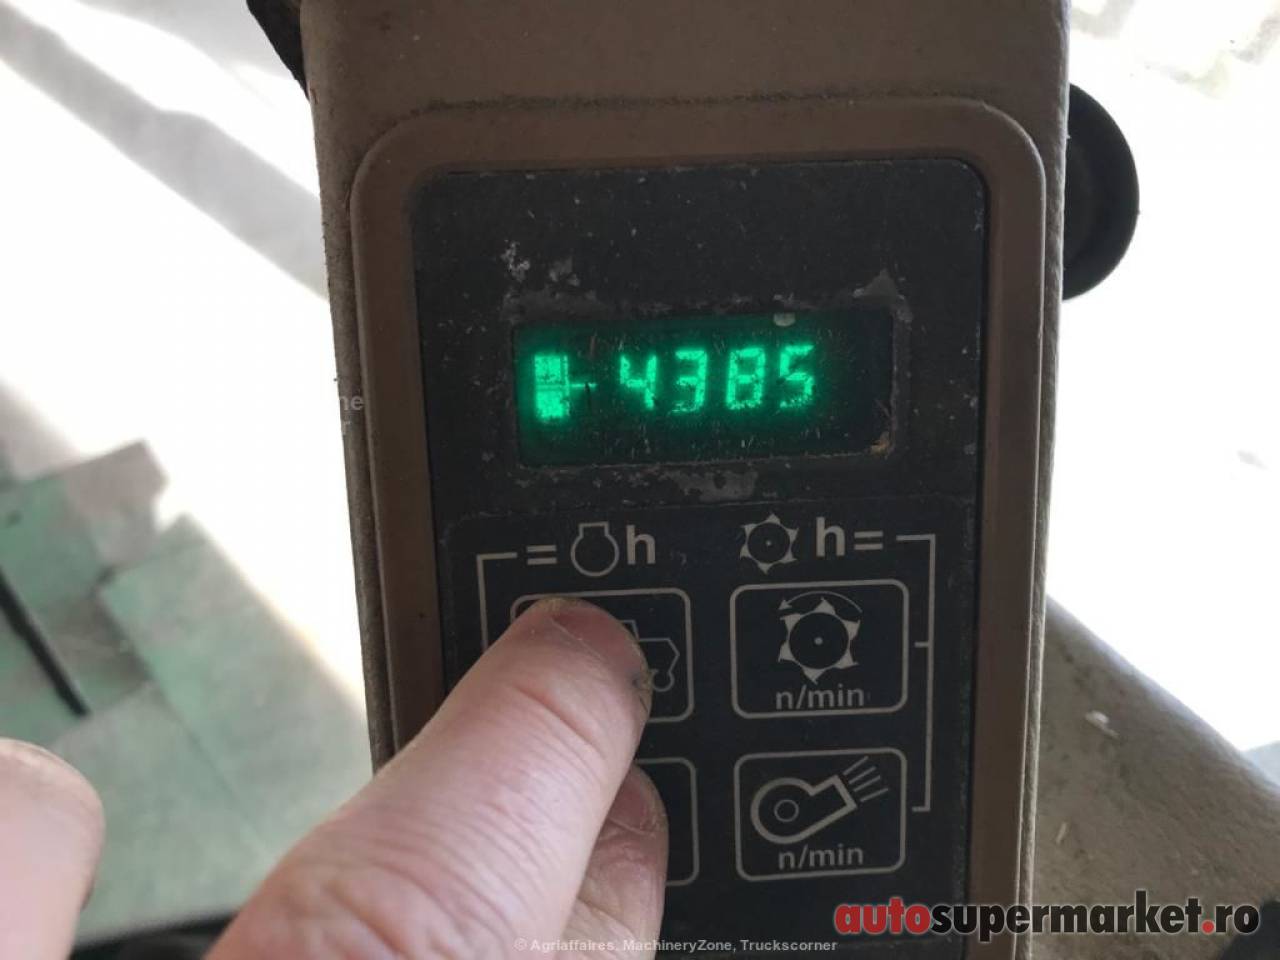 4385
= h
h=
n/min
n/min
autosupermarket.ro
© Agriaffaires, MachineryZone, Truckscorner